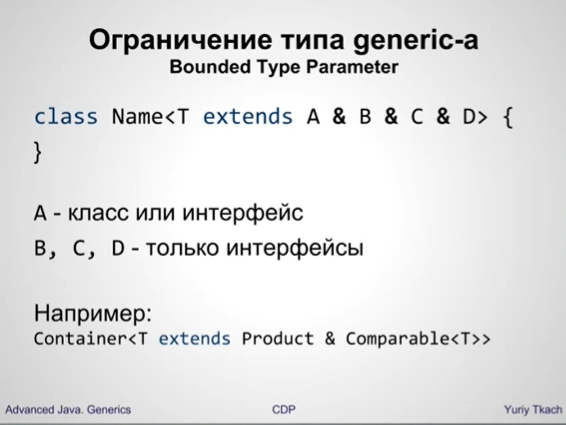 Ограничение типа generic-а
Bounded Type Parameter
class Name<T extends A & B & C & D> {
}
A - класс или интерфейс
B, C, D - только интерфейсы
Например:
Container<T extends Product & Comparable<T>>
Advanced Java. Generics
CDP
Yuriy Tkach